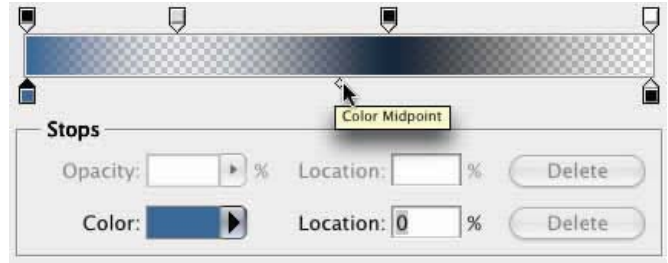 Color Midpoint
Stops
Opacity: % Location: % Delete
Color: Location: 0 % Delete